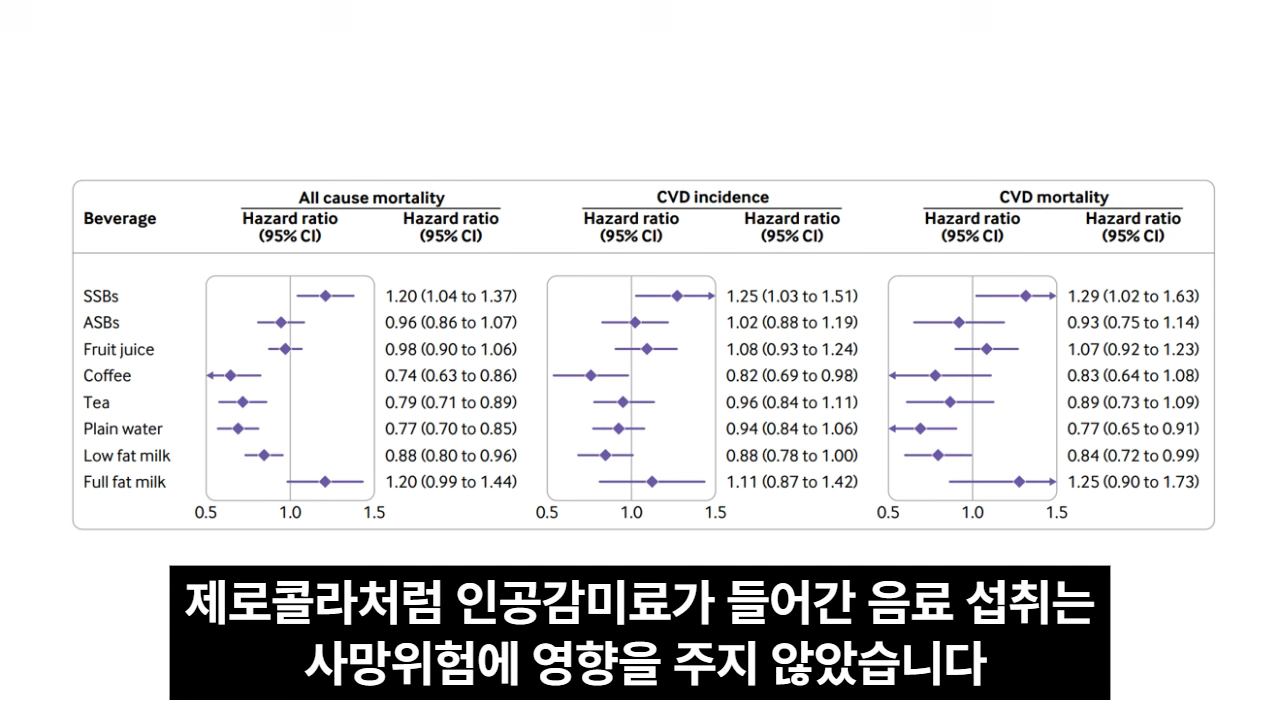 All cause mortality CVD incidence CVD mortality
Beverage Hazard ratio (95% CI) Hazard ratio (95% CI) Hazard ratio (95% CI) Hazard ratio (95% CI) Hazard ratio (95% CI) Hazard ratio (95% CI)
SSBs 1.20 (1.04 to 1.37) 1.25 (1.03 to 1.51) 1.29 (1.02 to 1.63)
ASBs 0.96 (0.86 to 1.07) 1.02 (0.88 to 1.19) 0.93 (0.75 to 1.14)
Fruit juice 0.98 (0.90 to 1.06) 1.08 (0.93 to 1.24) 1.07 (0.92 to 1.23)
Coffee 0.74 (0.63 to 0.86) 0.82 (0.69 to 0.98) 0.83 (0.64 to 1.08)
Tea 0.79 (0.71 to 0.89) 0.96 (0.84 to 1.11) 0.89 (0.73 to 1.09)
Plain water 0.77 (0.70 to 0.85) 0.94 (0.84 to 1.06) 0.77 (0.65 to 0.91)
Low fat milk 0.88 (0.80 to 0.96) 0.88 (0.78 to 1.00) 0.84 (0.72 to 0.99)
Full fat milk 1.20 (0.99 to 1.44) 1.11 (0.87 to 1.42) 1.25 (0.90 to 1.73)
0.5 1.0 1.5 0.5 1.0 1.5 0.5 1.0 1.5
제로콜라처럼 인공감미료가 들어간 음료 섭취는
사망위험에 영향을 주지 않았습니다